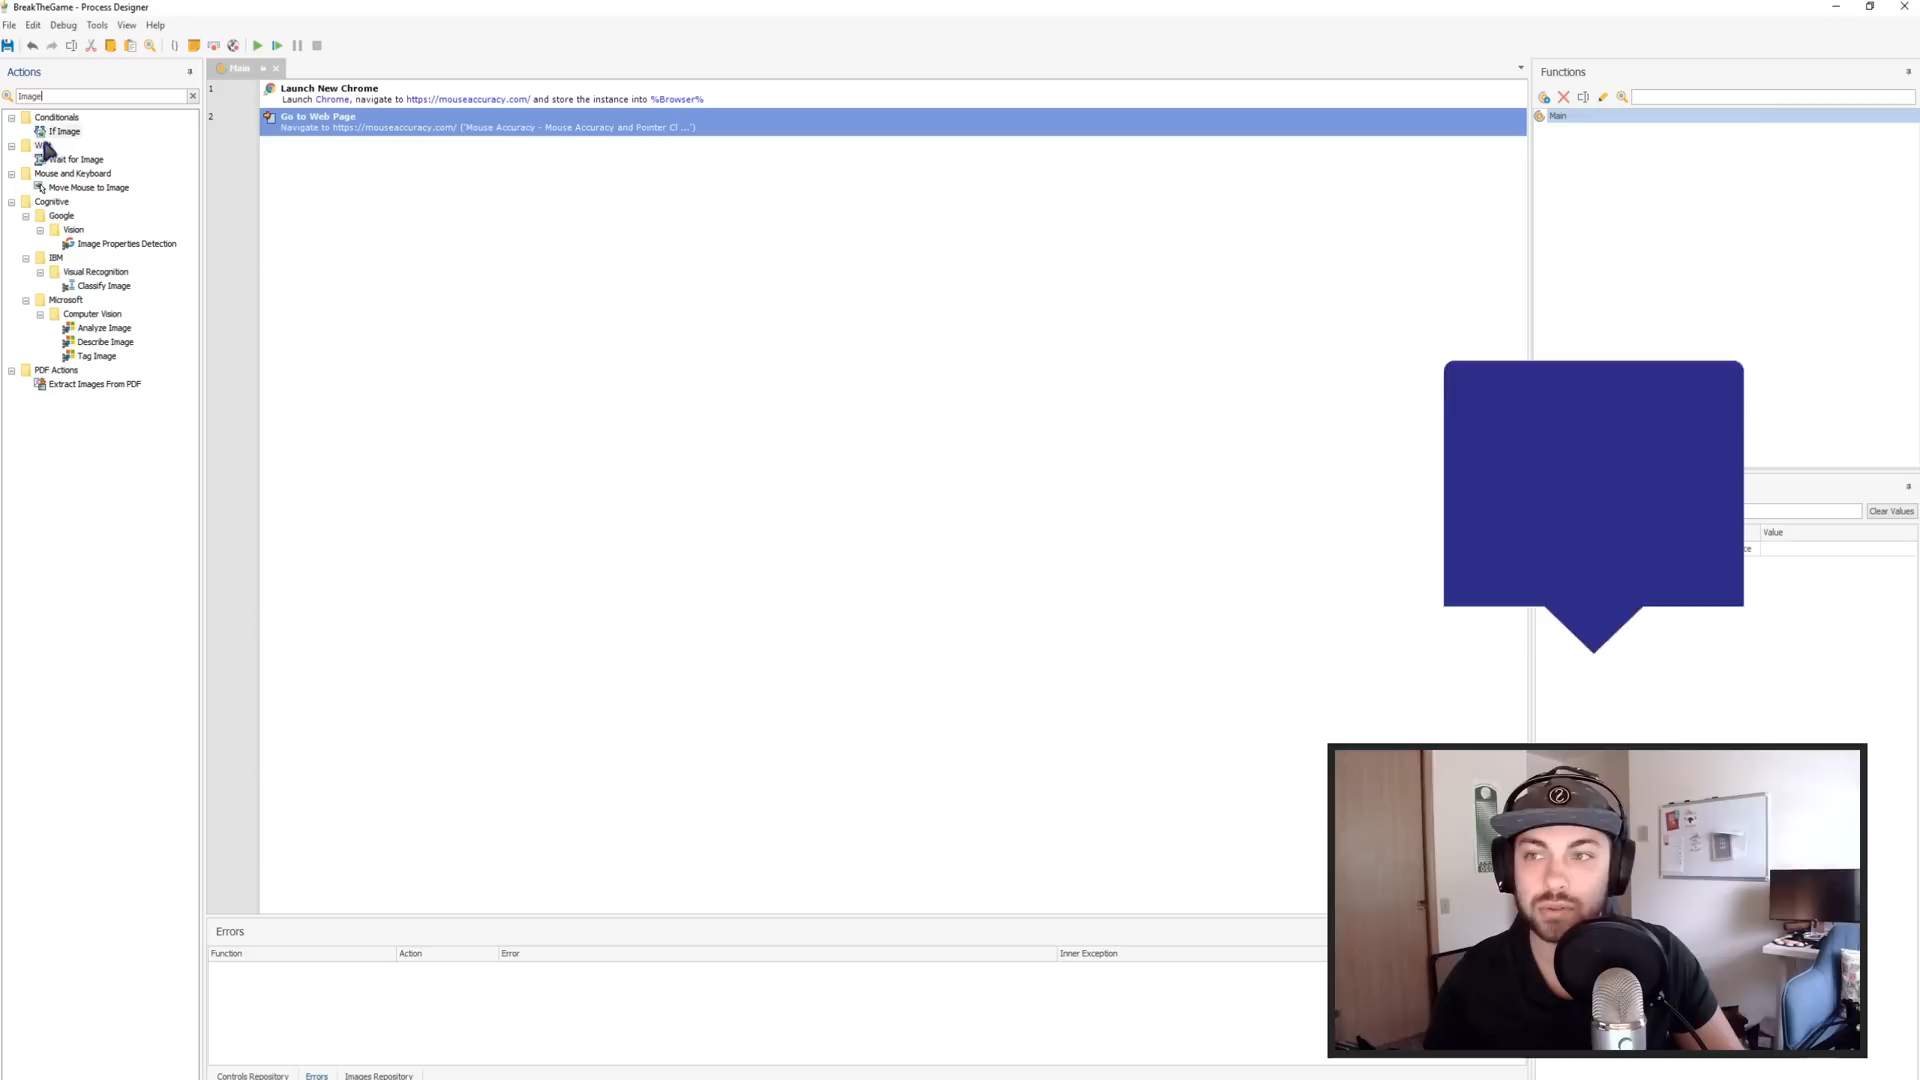 BreakTheGame - Process Designer
File Edit Debug Tools View Help
Actions
Image
Conditionals
If Image
Wait for Image
Mouse and Keyboard
Move Mouse to Image
Cognitive
Google
Vision
Image Properties Detection
IBM
Visual Recognition
Classify Image
Microsoft
Computer Vision
Analyze Image
Describe Image
Tag Image
PDF Actions
Extract Images From PDF
Main
1 Launch New Chrome
Launch Chrome, navigate to https://mouseaccuracy.com/ and store the instance into %Browser%
2 Go to Web Page
Navigate to https://mouseaccuracy.com/ ('Mouse Accuracy - Mouse Accuracy and Pointer Cl ...')
Functions
Main
Clear Values
Value
Errors
Function Action Error Inner Exception
Controls Repository Errors Images Repository